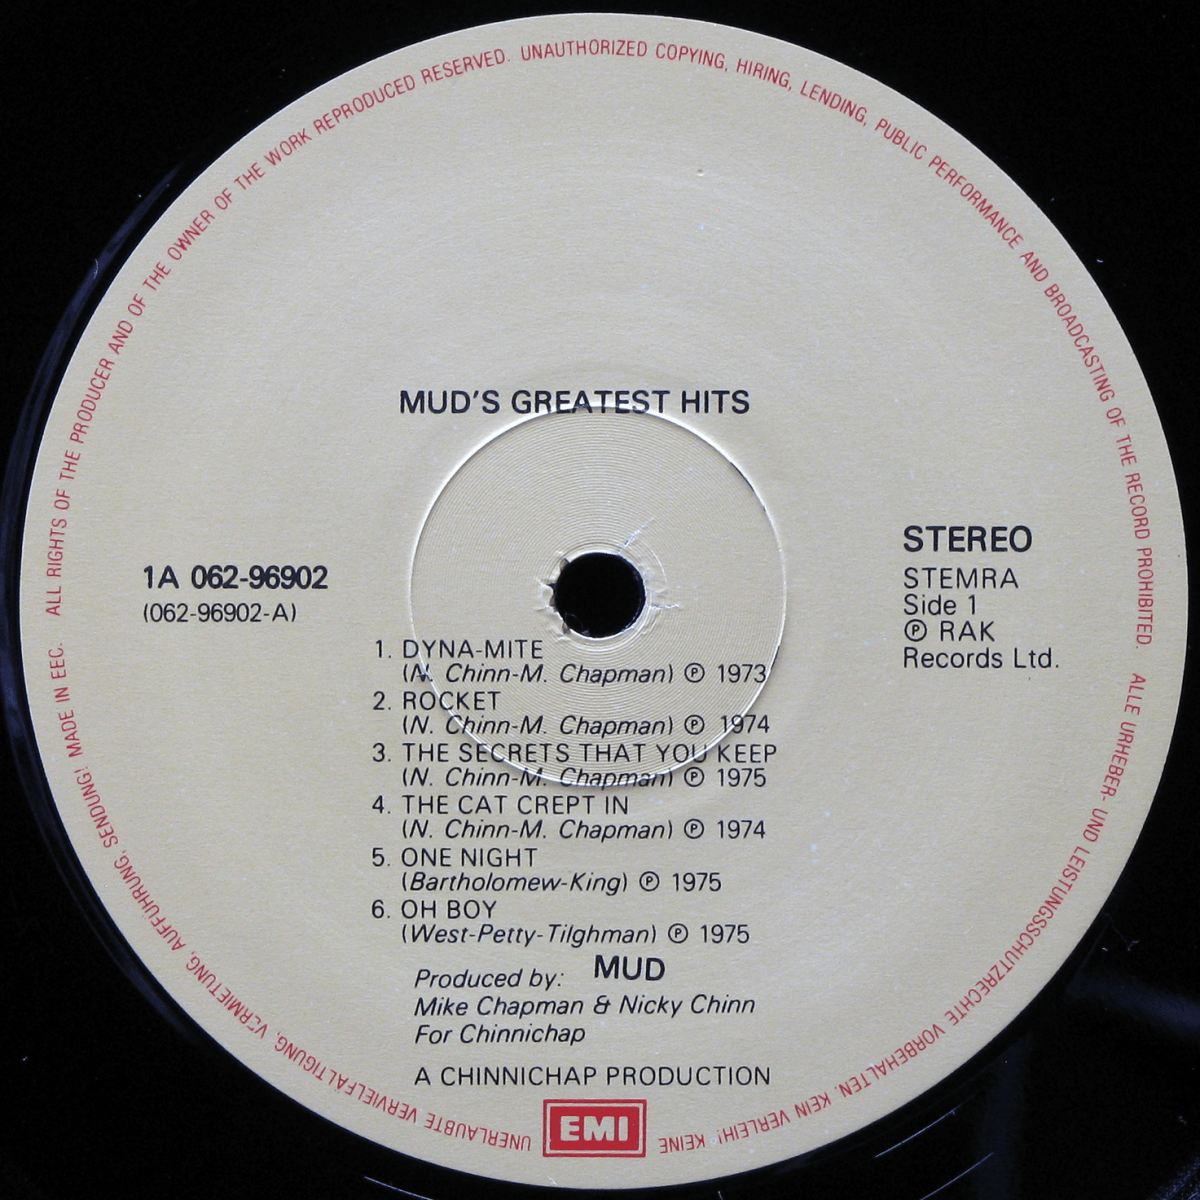 ALL RIGHTS OF THE PRODUCER AND OF THE OWNER OF THE WORK REPRODUCED RESERVED. UNAUTHORIZED COPYING, HIRING, LENDING, PUBLIC PERFORMANCE AND BROADCASTING OF THE RECORD PROHIBITED.
ALLE URHEBER- UND LEISTUNGSSCHUTZRECHTE VORBEHALTEN. KEIN VERLEIH! KEINE UNERLAUBTE VERVIELFÄLTIGUNG, VERMIETUNG, AUFFÜHRUNG, SENDUNG! MADE IN EEC.
MUD'S GREATEST HITS
1A 062-96902
(062-96902-A)
STEREO
STEMRA
Side 1
℗ RAK
Records Ltd.
1. DYNA-MITE
(N. Chinn-M. Chapman) ℗ 1973
2. ROCKET
(N. Chinn-M. Chapman) ℗ 1974
3. THE SECRETS THAT YOU KEEP
(N. Chinn-M. Chapman) ℗ 1975
4. THE CAT CREPT IN
(N. Chinn-M. Chapman) ℗ 1974
5. ONE NIGHT
(Bartholomew-King) ℗ 1975
6. OH BOY
(West-Petty-Tilghman) ℗ 1975
MUD
Produced by:
Mike Chapman & Nicky Chinn
For Chinnichap
A CHINNICHAP PRODUCTION
EMI